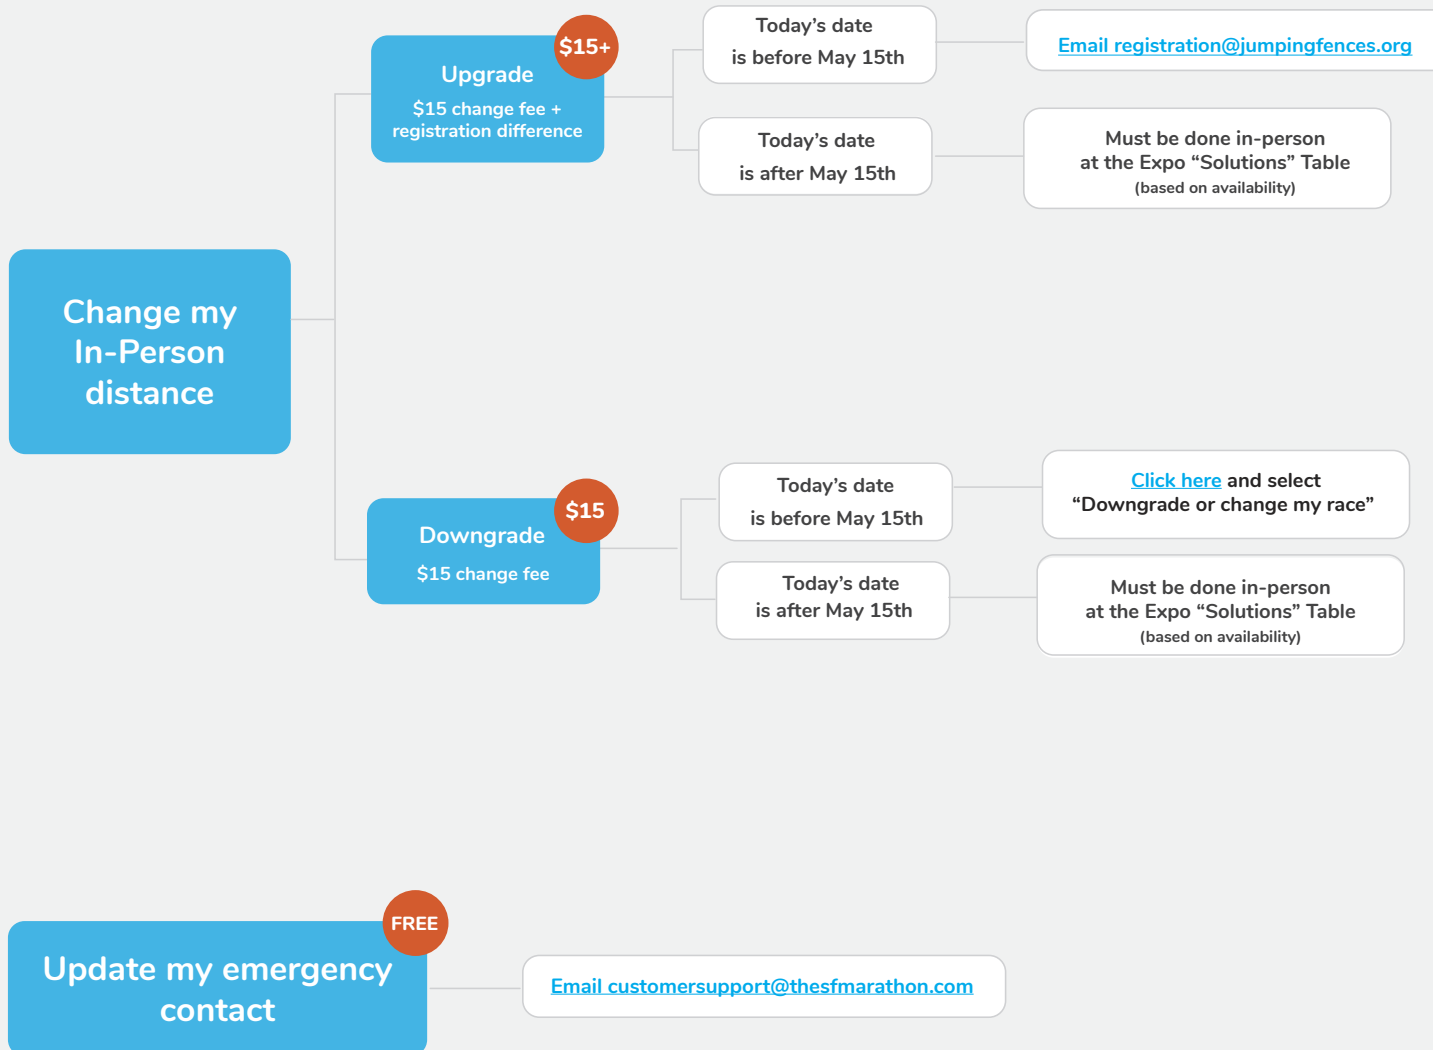 $15+
Upgrade
$15 change fee +
registration difference
Today’s date
is before May 15th
Email registration@jumpingfences.org
Today’s date
is after May 15th
Must be done in-person
at the Expo “Solutions” Table
(based on availability)
Change my
In-Person
distance
$15
Downgrade
$15 change fee
Today’s date
is before May 15th
Click here and select
“Downgrade or change my race”
Today’s date
is after May 15th
Must be done in-person
at the Expo “Solutions” Table
(based on availability)
FREE
Update my emergency
contact
Email customersupport@thesfmarathon.com